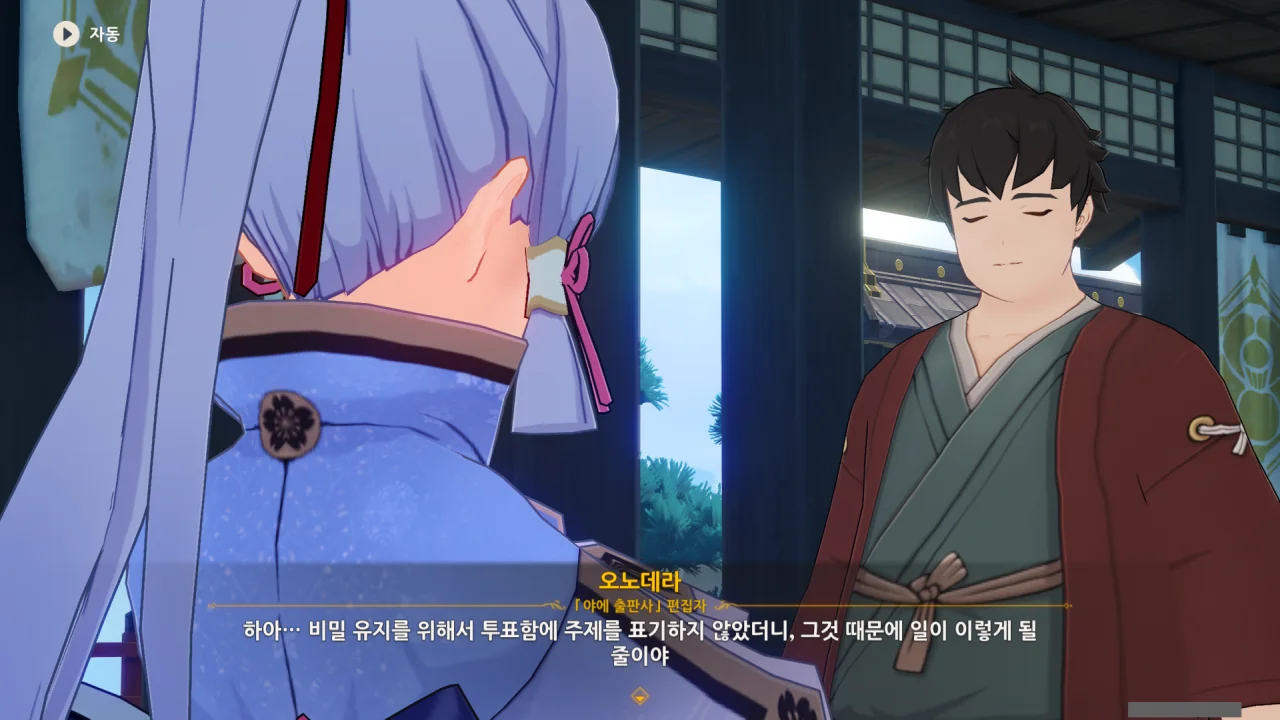 자동
오노데라
「야에 출판사」 편집자
하아… 비밀 유지를 위해서 투표함에 주제를 표기하지 않았더니, 그것 때문에 일이 이렇게 될
줄이야